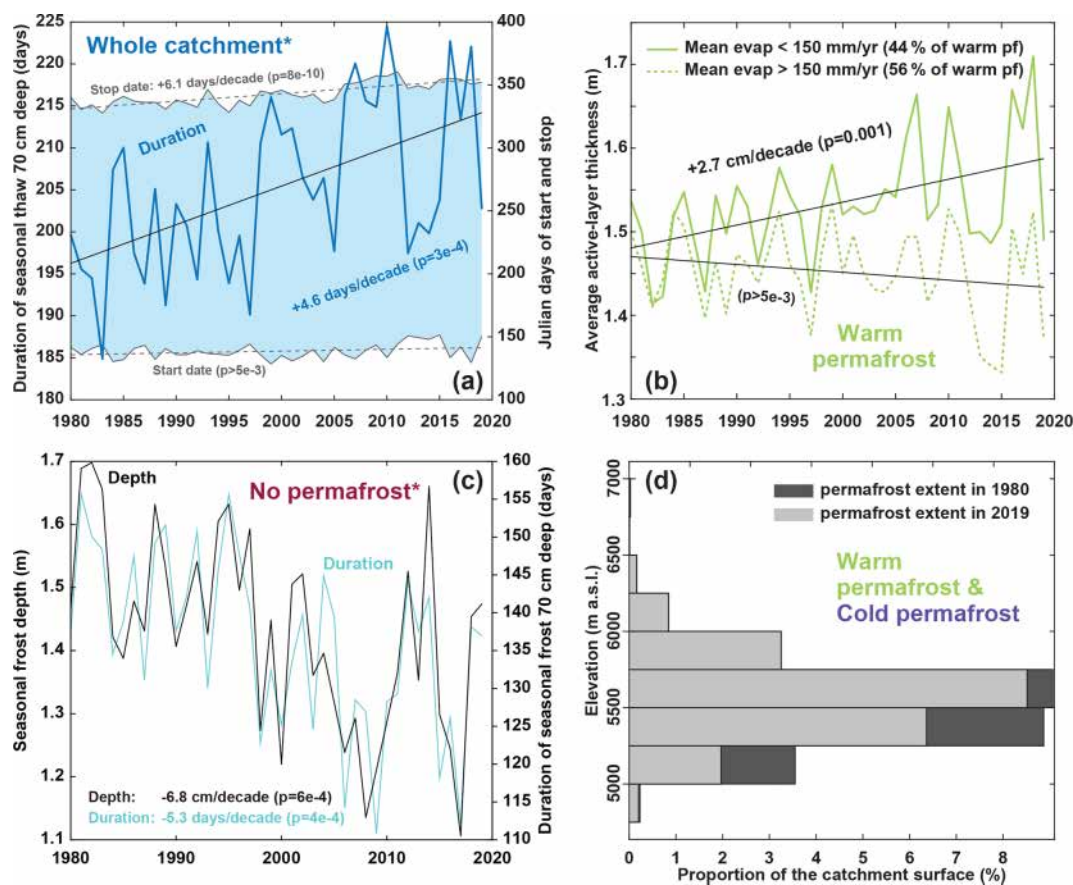 Duration of seasonal thaw 70 cm deep (days)
225
220
215
210
205
200
195
190
185
180
Whole catchment*
Stop date: +6.1 days/decade (p=8e-10)
Duration
+4.6 days/decade (p=3e-4)
Start date (p>5e-3)
(a)
400
350
300
250
200
150
100
Julian days of start and stop
1980 1985 1990 1995 2000 2005 2010 2015 2020
Average active-layer thickness (m)
1.7
1.6
1.5
1.4
1.3
Mean evap < 150 mm/yr (44 % of warm pf)
Mean evap > 150 mm/yr (56 % of warm pf)
+2.7 cm/decade (p=0.001)
(p>5e-3)
(b)
Warm
permafrost
1980 1985 1990 1995 2000 2005 2010 2015 2020
Seasonal frost depth (m)
1.7
1.6
1.5
1.4
1.3
1.2
1.1
Depth
(c)
No permafrost*
Duration
Depth: -6.8 cm/decade (p=6e-4)
Duration: -5.3 days/decade (p=4e-4)
160
155
150
145
140
135
130
125
120
115
110
Duration of seasonal frost 70 cm deep (days)
1980 1990 2000 2010 2020
Elevation (m a.s.l.)
7000
6500
6000
5500
5000
(d)
permafrost extent in 1980
permafrost extent in 2019
Warm
permafrost &
Cold permafrost
0 1 2 3 4 5 6 7 8
Proportion of the catchment surface (%)